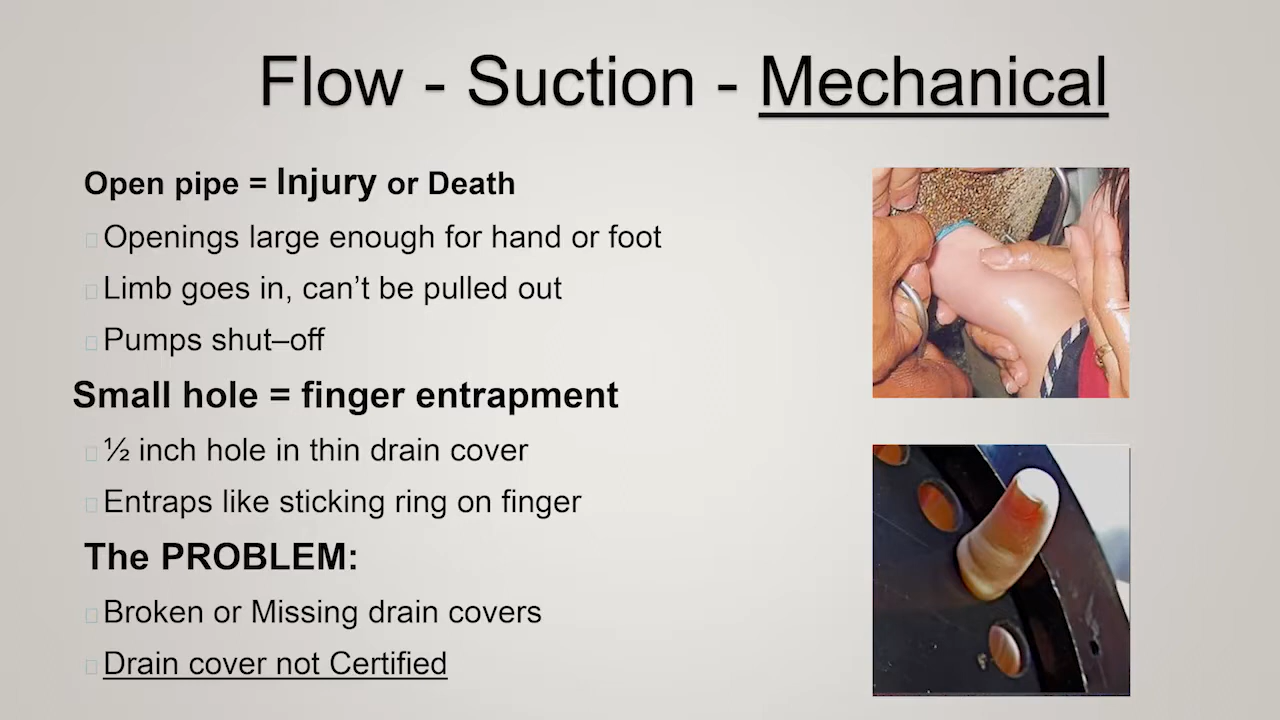 Flow - Suction - Mechanical
Open pipe = Injury or Death
Openings large enough for hand or foot
Limb goes in, can’t be pulled out
Pumps shut–off
Small hole = finger entrapment
½ inch hole in thin drain cover
Entraps like sticking ring on finger
The PROBLEM:
Broken or Missing drain covers
Drain cover not Certified